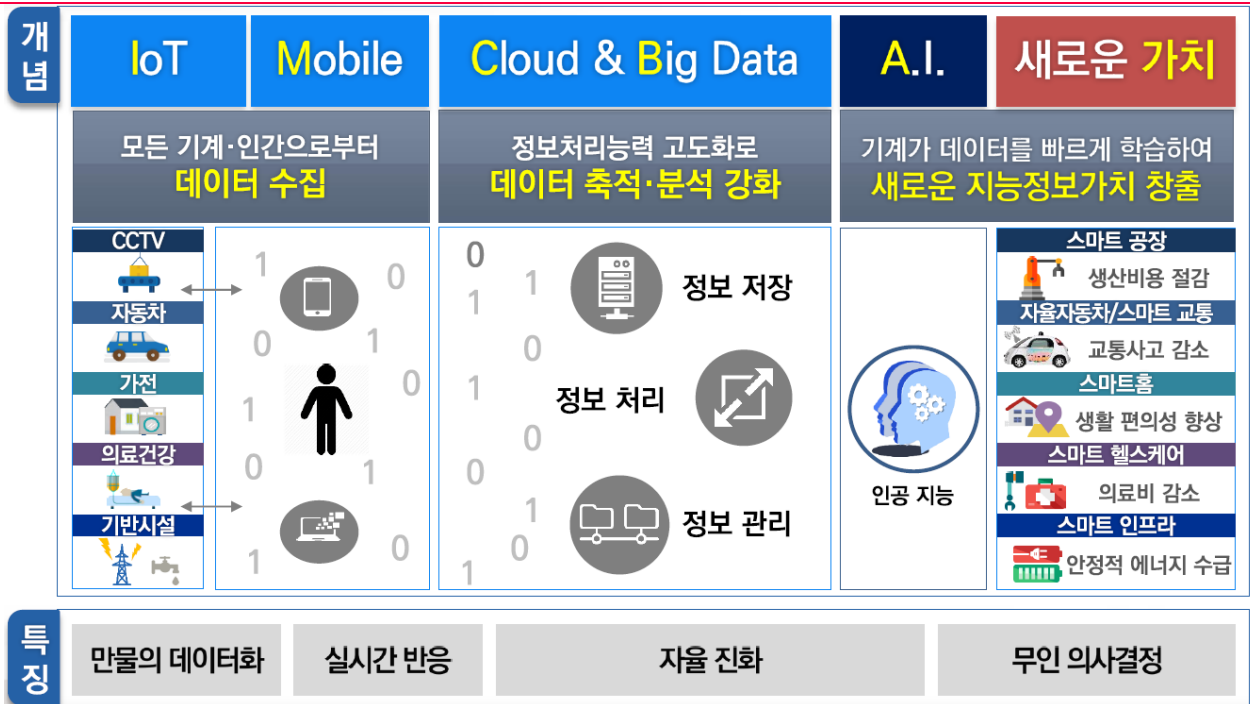 개념
IoT
Mobile
Cloud & Big Data
A.I.
새로운 가치
모든 기계·인간으로부터
데이터 수집
정보처리능력 고도화로
데이터 축적·분석 강화
기계가 데이터를 빠르게 학습하여
새로운 지능정보가치 창출
CCTV
자동차
가전
의료건강
기반시설
1
0
0
1
0
1
0
1
0
1
0
1
1
0
1
0
0
1
0
1
정보 저장
정보 처리
정보 관리
인공 지능
스마트 공장
생산비용 절감
자율자동차/스마트 교통
교통사고 감소
스마트홈
생활 편의성 향상
스마트 헬스케어
의료비 감소
스마트 인프라
안정적 에너지 수급
특징
만물의 데이터화
실시간 반응
자율 진화
무인 의사결정